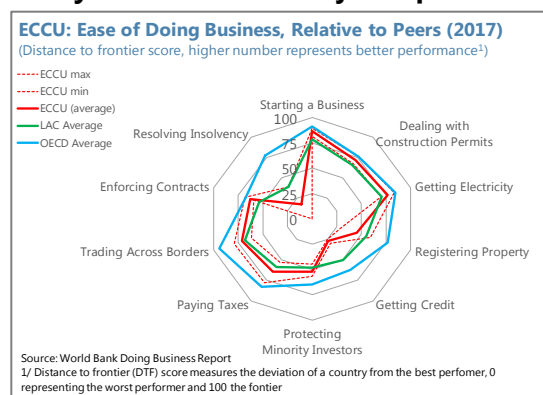 ECCU: Ease of Doing Business, Relative to Peers (2017)
(Distance to frontier score, higher number represents better performance¹)
ECCU max
ECCU min
ECCU (average)
LAC Average
OECD Average
Starting a Business
Dealing with
Construction Permits
Getting Electricity
Registering Property
Getting Credit
Protecting
Minority Investors
Paying Taxes
Trading Across Borders
Enforcing Contracts
Resolving Insolvency
100
75
50
25
0
Source: World Bank Doing Business Report
1/ Distance to frontier (DTF) score measures the deviation of a country from the best perfomer, 0
representing the worst performer and 100 the fontier